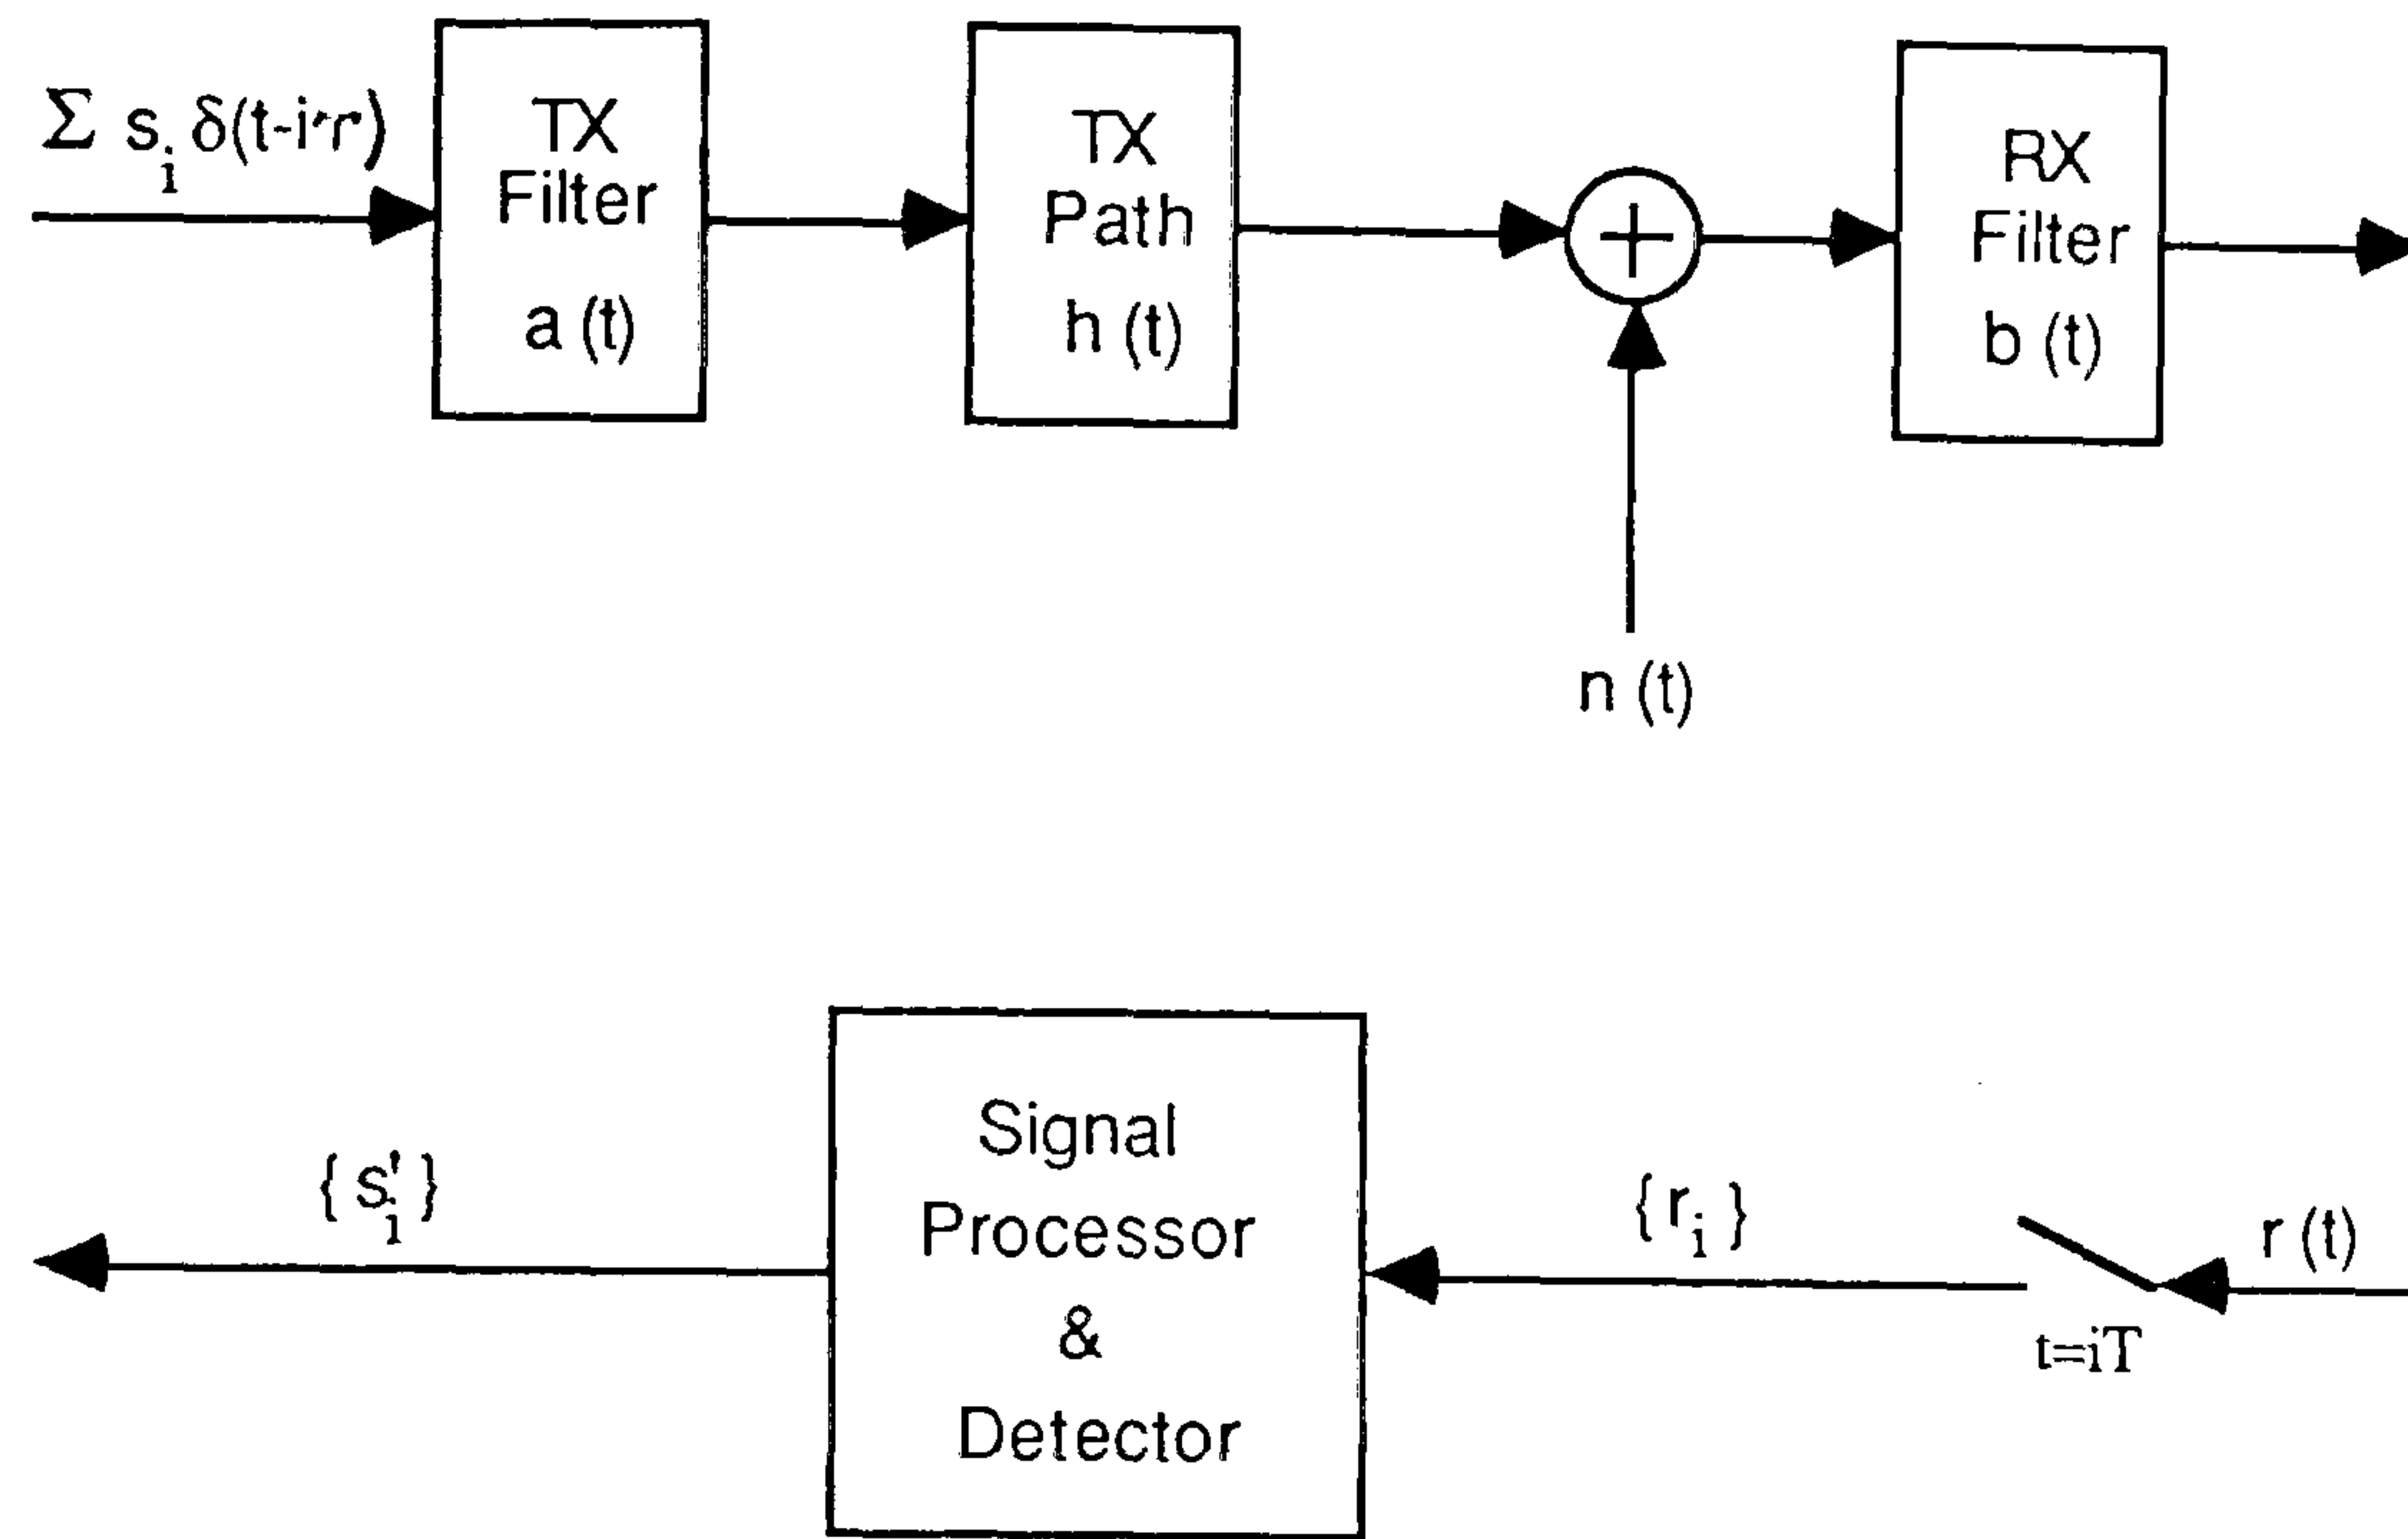 Σ s_i δ(t-iT)
TX
Filter
a (t)
TX
Path
h (t)
+
n (t)
RX
Filter
b (t)
r (t)
t=iT
{ r_i }
Signal
Processor
&
Detector
{ s'_i }